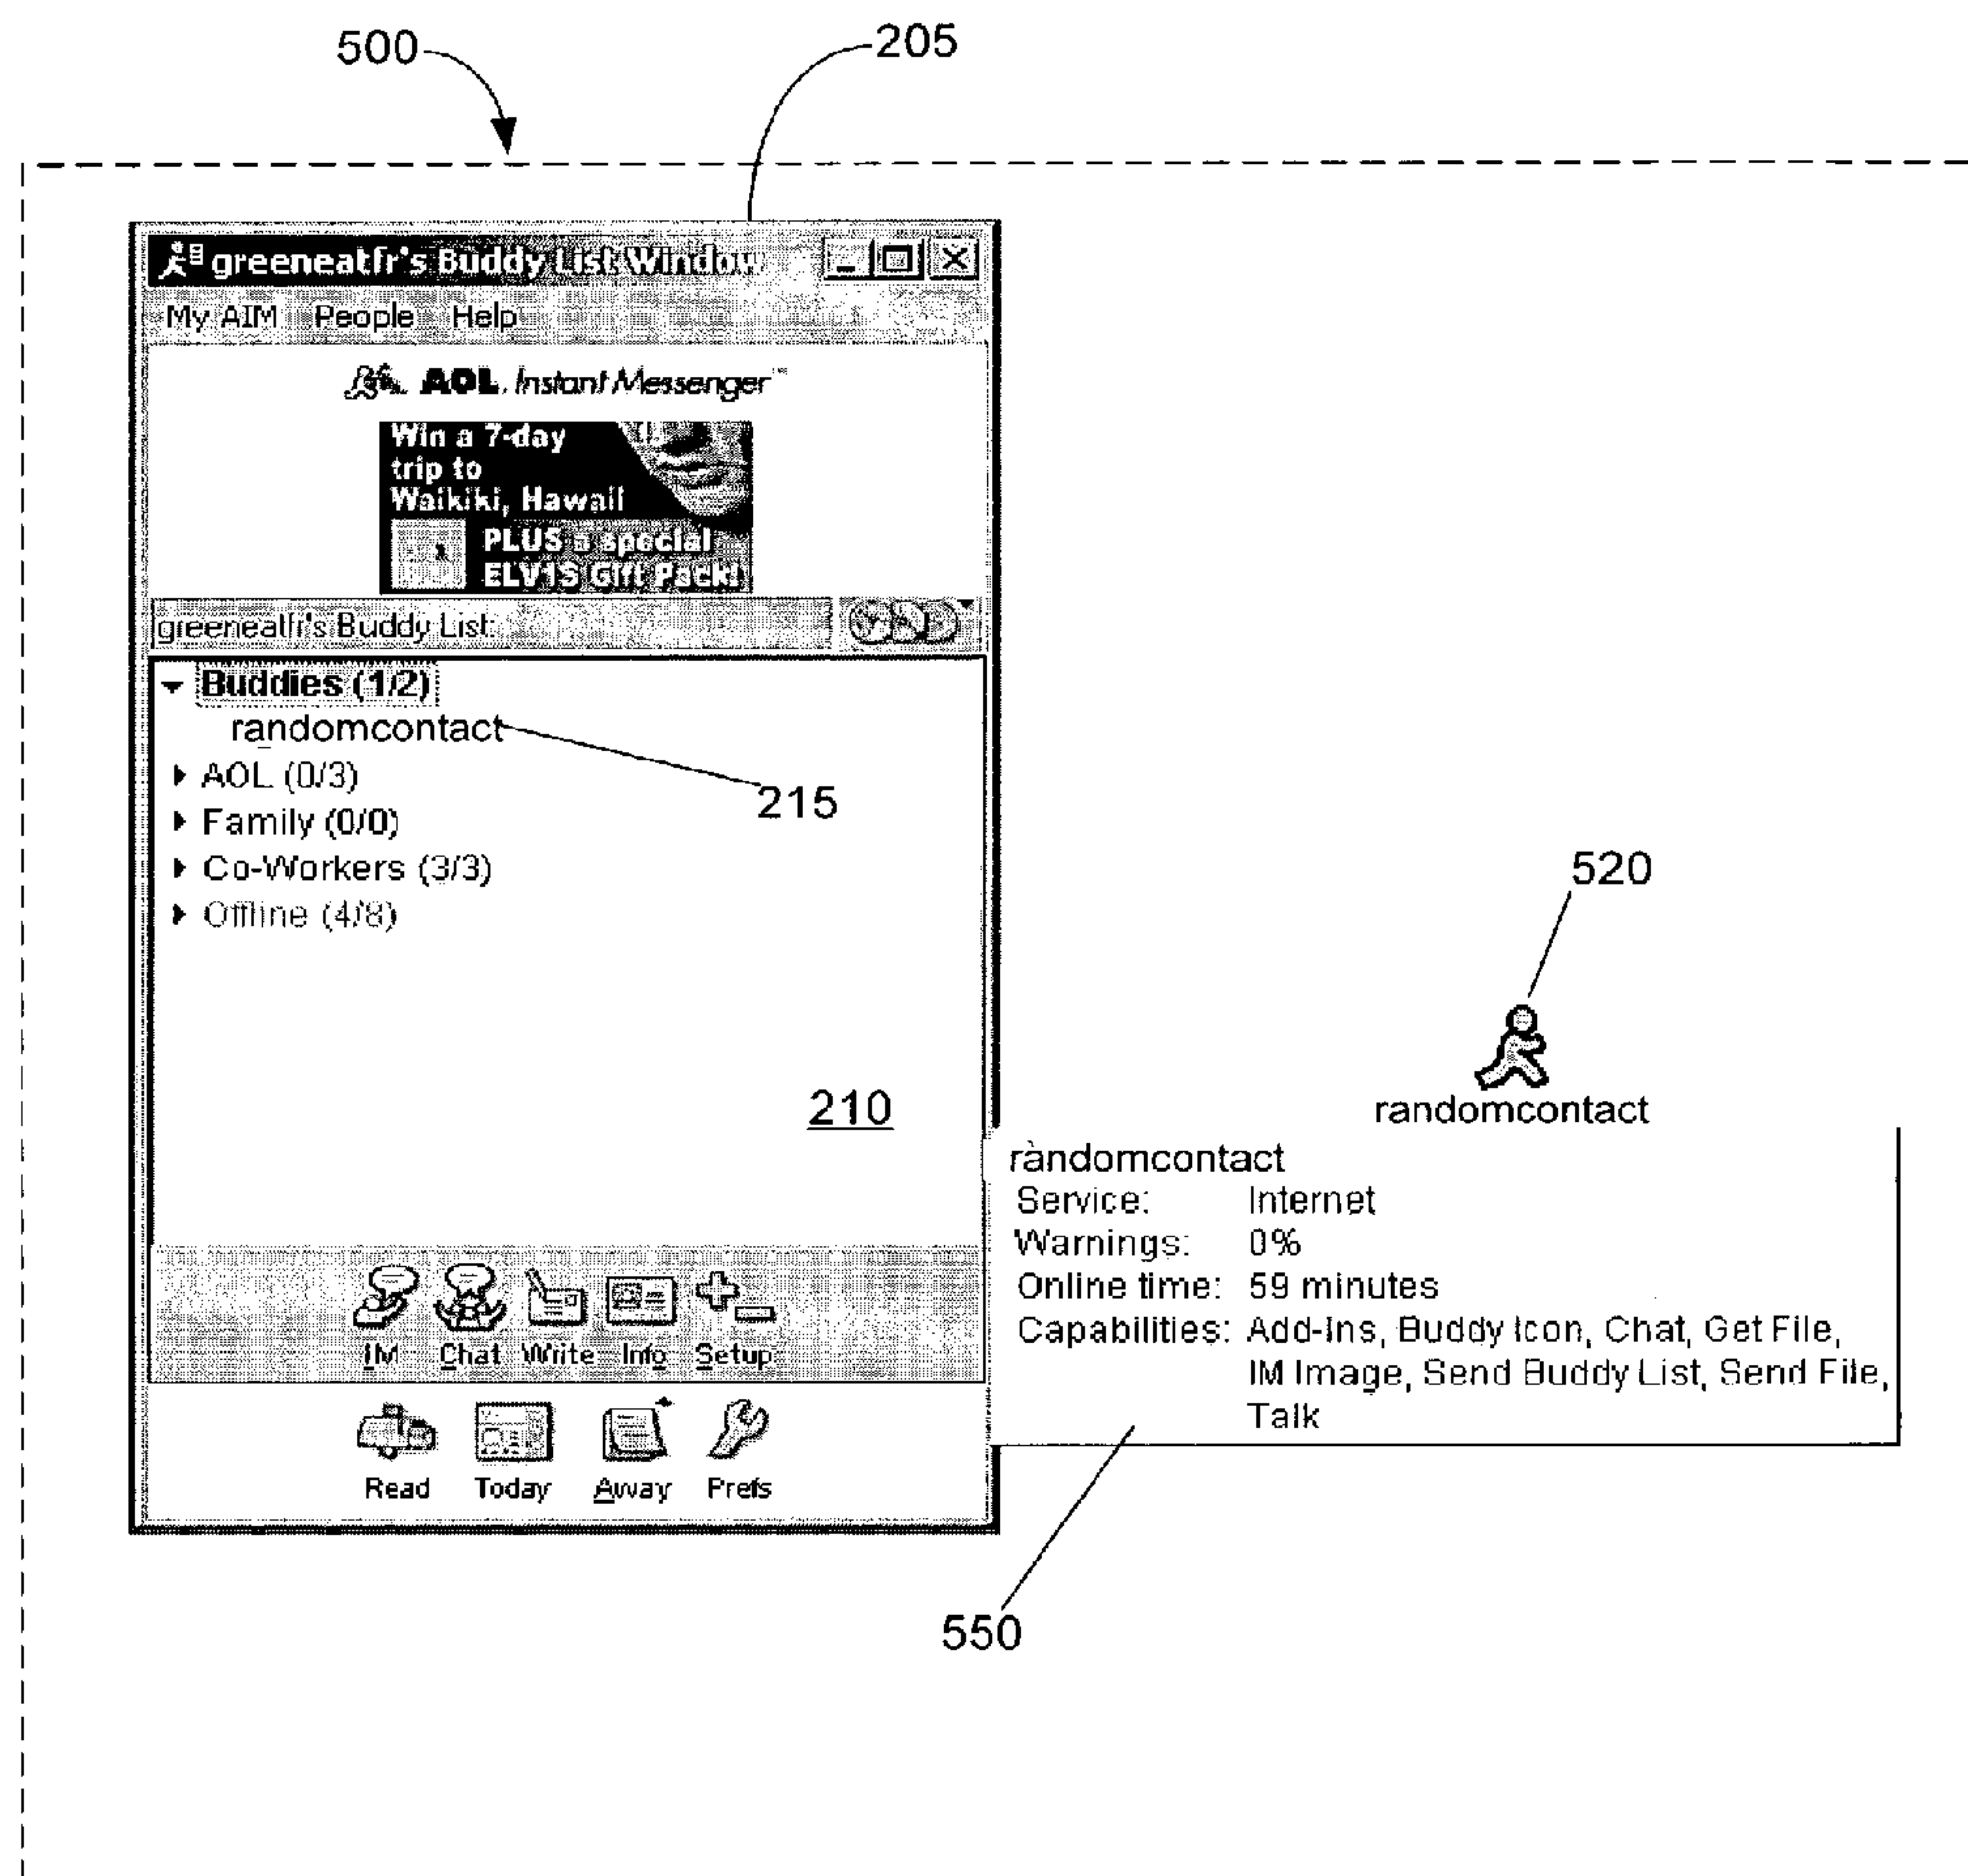 500
205
greeneatfr's Buddy List Window
My AIM People Help
AOL Instant Messenger™
Win a 7-day
trip to
Waikiki, Hawaii
PLUS a special
ELV1S Gift Pack!
greeneatfr's Buddy List:
Buddies (1/2)
randomcontact
215
AOL (0/3)
Family (0/0)
Co-Workers (3/3)
Offline (4/8)
520
210
randomcontact
randomcontact
Service: Internet
Warnings: 0%
Online time: 59 minutes
Capabilities: Add-Ins, Buddy Icon, Chat, Get File,
IM Image, Send Buddy List, Send File,
Talk
IM Chat Write Info Setup
Read Today Away Prefs
550